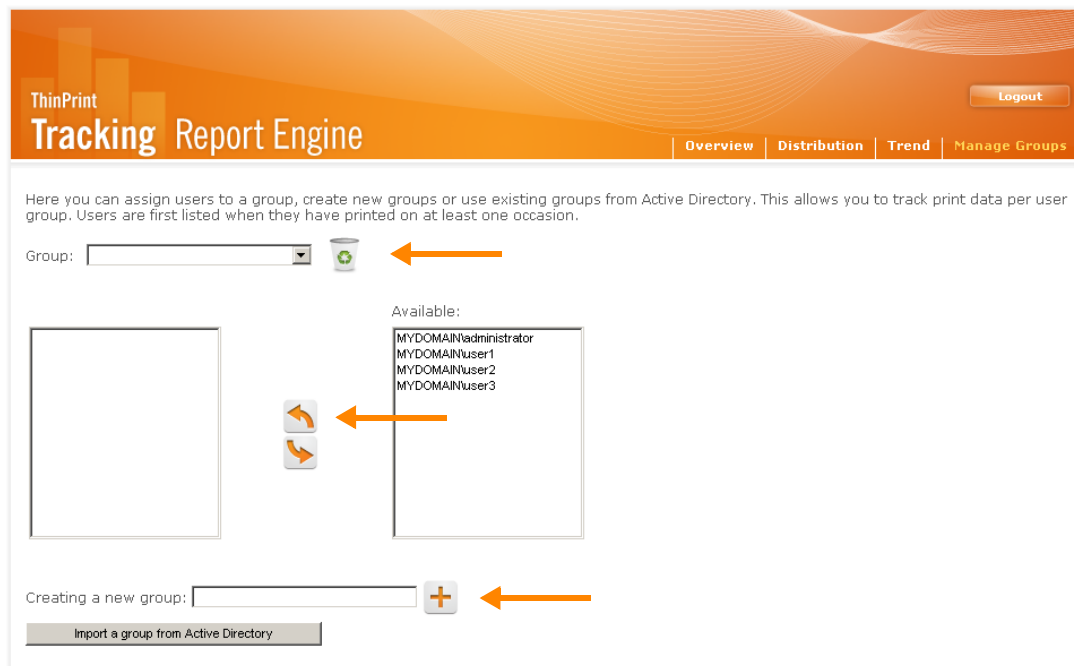 ThinPrint
Tracking Report Engine
Logout
Overview Distribution Trend Manage Groups
Here you can assign users to a group, create new groups or use existing groups from Active Directory. This allows you to track print data per user
group. Users are first listed when they have printed on at least one occasion.
Group:
Available:
MYDOMAIN\administrator
MYDOMAIN\user1
MYDOMAIN\user2
MYDOMAIN\user3
Creating a new group:
Import a group from Active Directory